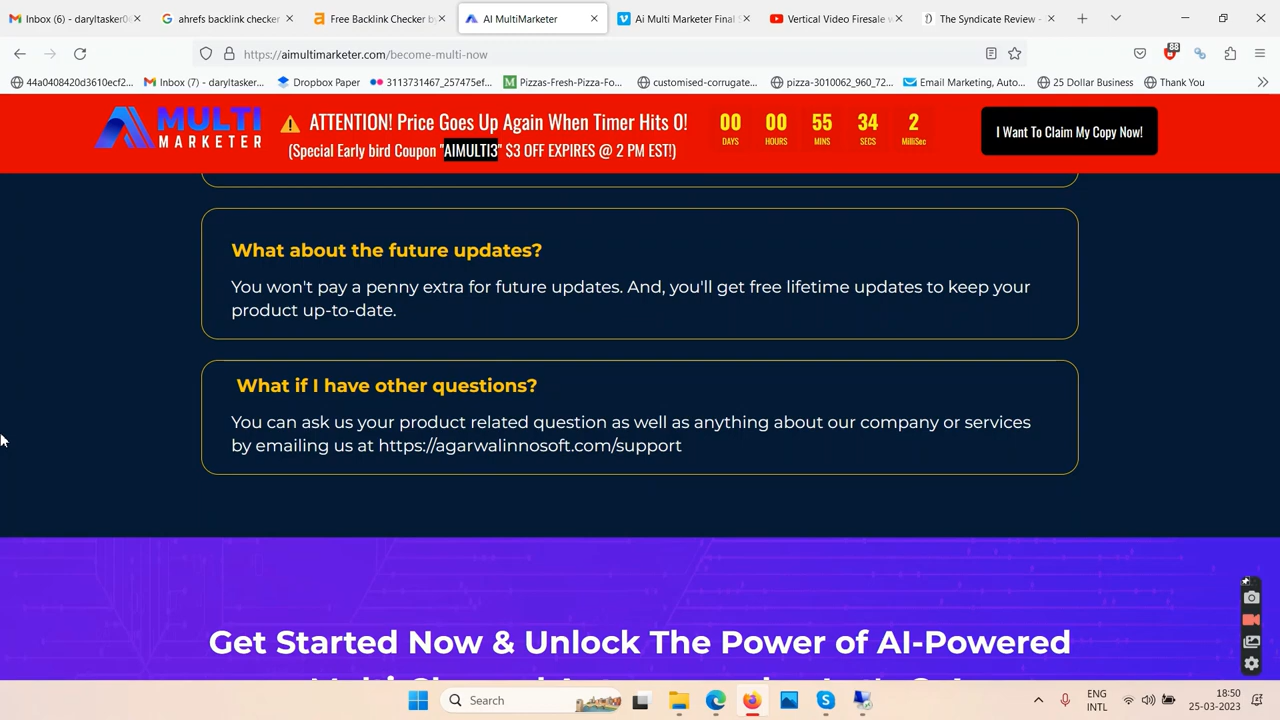 Inbox (6) - daryltasker0
ahrefs backlink checker
Free Backlink Checker b
AI MultiMarketer
Ai Multi Marketer Final S
Vertical Video Firesale w
The Syndicate Review -
https://aimultimarketer.com/become-multi-now
88
44a0408420d3610ecf2...
Inbox (7) - daryltasker...
Dropbox Paper
3113731467_257475ef...
Pizzas-Fresh-Pizza-Fo...
customised-corrugate...
pizza-3010062_960_72...
Email Marketing, Auto...
25 Dollar Business
Thank You
MULTI
MARKETER
ATTENTION! Price Goes Up Again When Timer Hits 0!
(Special Early bird Coupon "AIMULTI3" $3 OFF EXPIRES @ 2 PM EST!)
00 00 55 34 2
DAYS HOURS MINS SECS MilliSec
I Want To Claim My Copy Now!
What about the future updates?
You won't pay a penny extra for future updates. And, you'll get free lifetime updates to keep your
product up-to-date.
What if I have other questions?
You can ask us your product related question as well as anything about our company or services
by emailing us at https://agarwalinnosoft.com/support
Get Started Now & Unlock The Power of AI-Powered
Search
ENG
INTL
18:50
25-03-2023